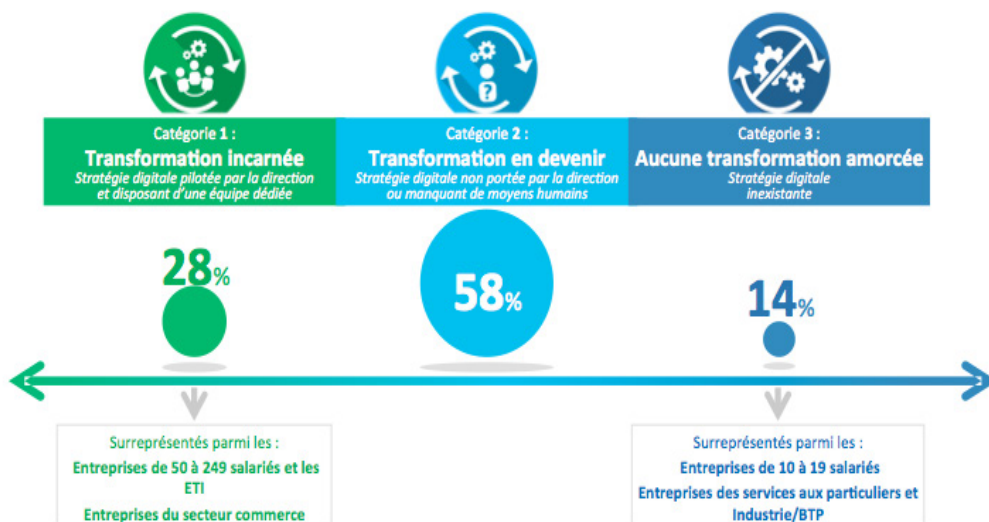 ?
Catégorie 1 :
Transformation incarnée
Stratégie digitale pilotée par la direction
et disposant d'une équipe dédiée
Catégorie 2 :
Transformation en devenir
Stratégie digitale non portée par la direction
ou manquant de moyens humains
Catégorie 3 :
Aucune transformation amorcée
Stratégie digitale
inexistante
28%
58%
14%
Surreprésentés parmi les :
Entreprises de 50 à 249 salariés et les
ETI
Entreprises du secteur commerce
Surreprésentés parmi les :
Entreprises de 10 à 19 salariés
Entreprises des services aux particuliers et
Industrie/BTP